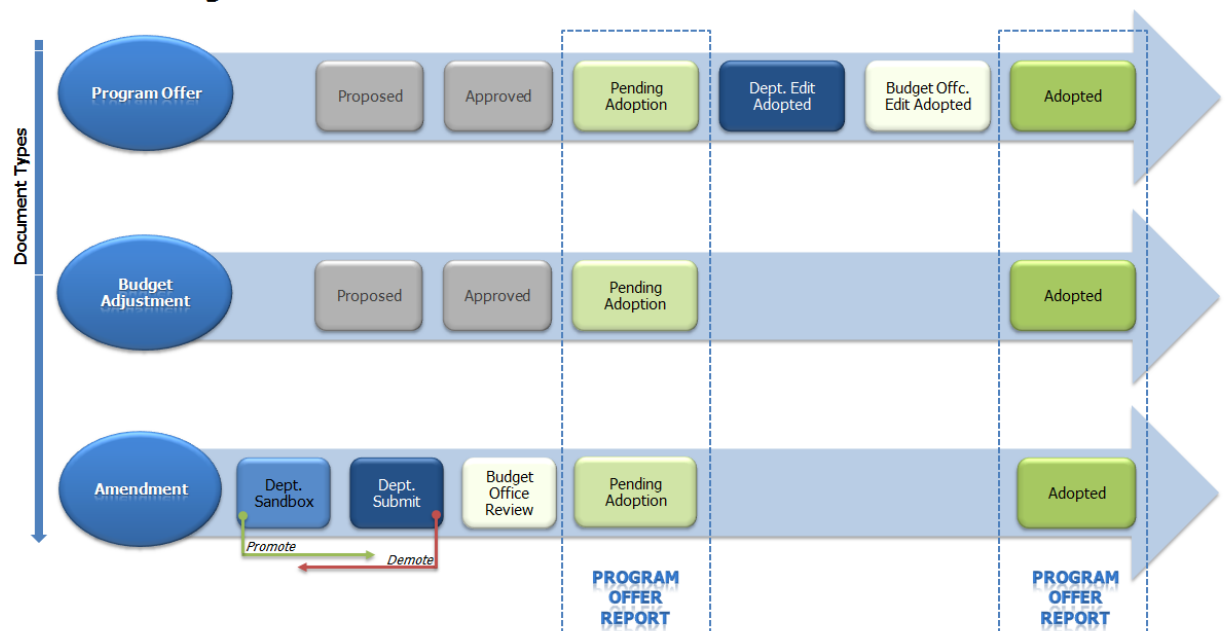 Document Types
Program Offer
Proposed
Approved
Pending
Adoption
Dept. Edit
Adopted
Budget Offc.
Edit Adopted
Adopted
Budget
Adjustment
Proposed
Approved
Pending
Adoption
Adopted
Amendment
Dept.
Sandbox
Dept.
Submit
Budget
Office
Review
Pending
Adoption
Adopted
Promote
Demote
PROGRAM
OFFER
REPORT
PROGRAM
OFFER
REPORT